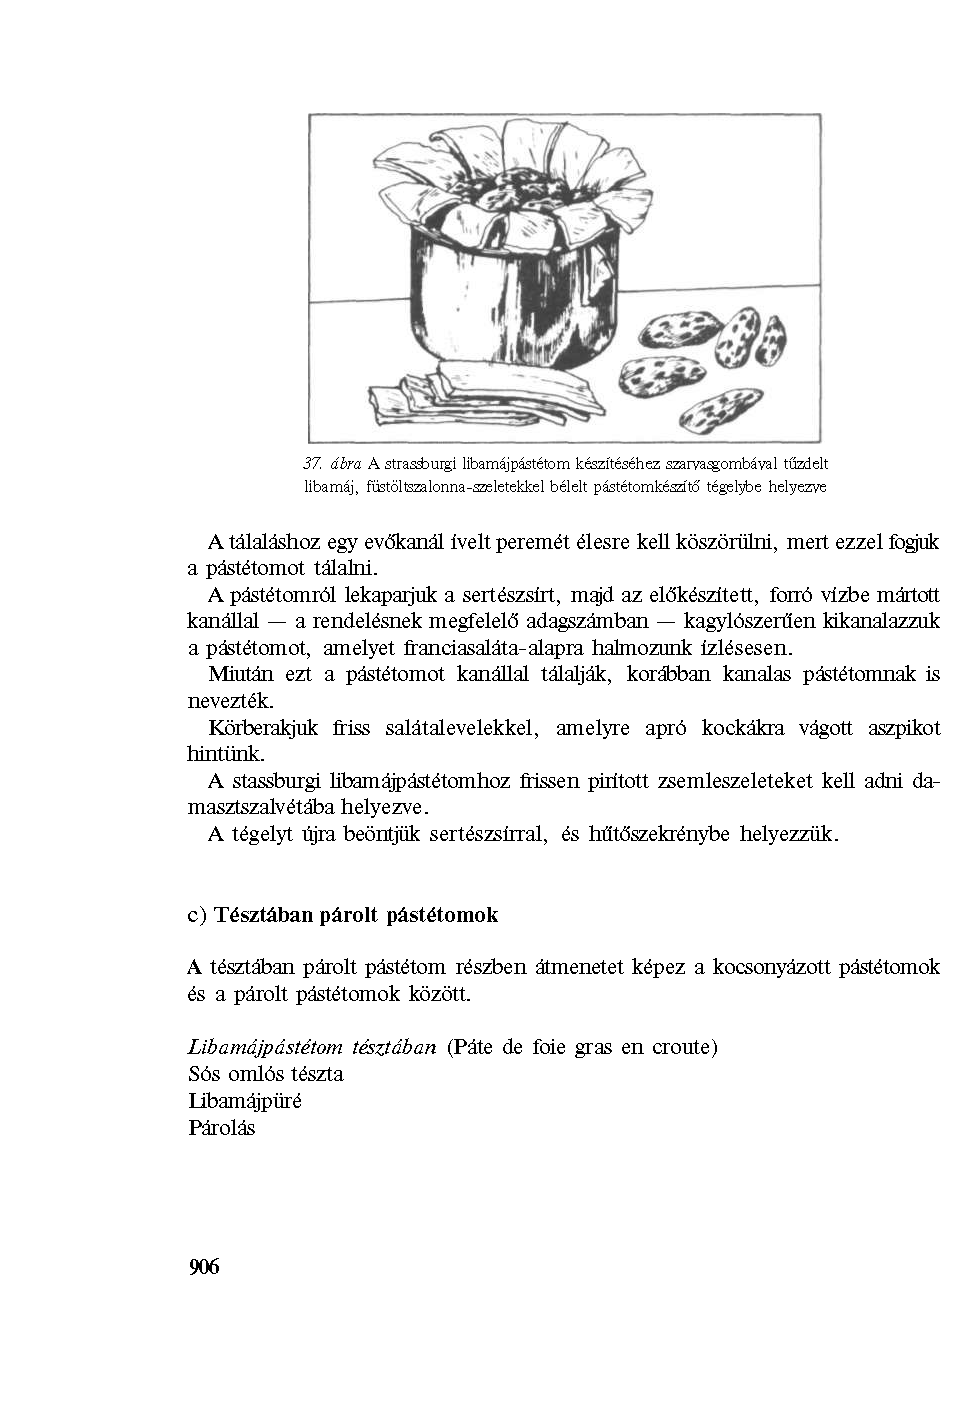 37. ábra A strassburgi libamájpástétom készítéséhez szarvasgombával tűzdelt
libamáj, füstöltszalonna-szeletekkel bélelt pástétomkészítő tégelybe helyezve
A tálaláshoz egy evőkanál ívelt peremét élesre kell köszörülni, mert ezzel fogjuk
a pástétomot tálalni.
A pástétomról lekaparjuk a sertészsírt, majd az előkészített, forró vízbe mártott
kanállal — a rendelésnek megfelelő adagszámban — kagylószerűen kikanalazzuk
a pástétomot, amelyet franciasaláta-alapra halmozunk ízlésesen.
Miután ezt a pástétomot kanállal tálalják, korábban kanalas pástétomnak is
nevezték.
Körberakjuk friss salátalevelekkel, amelyre apró kockákra vágott aszpikot
hintünk.
A stassburgi libamájpástétomhoz frissen pirított zsemleszeleteket kell adni da-
masztszalvétába helyezve.
A tégelyt újra beöntjük sertészsírral, és hűtőszekrénybe helyezzük.
c) Tésztában párolt pástétomok
A tésztában párolt pástétom részben átmenetet képez a kocsonyázott pástétomok
és a párolt pástétomok között.
Libamájpástétom tésztában (Páte de foie gras en croute)
Sós omlós tészta
Libamájpüré
Párolás
906